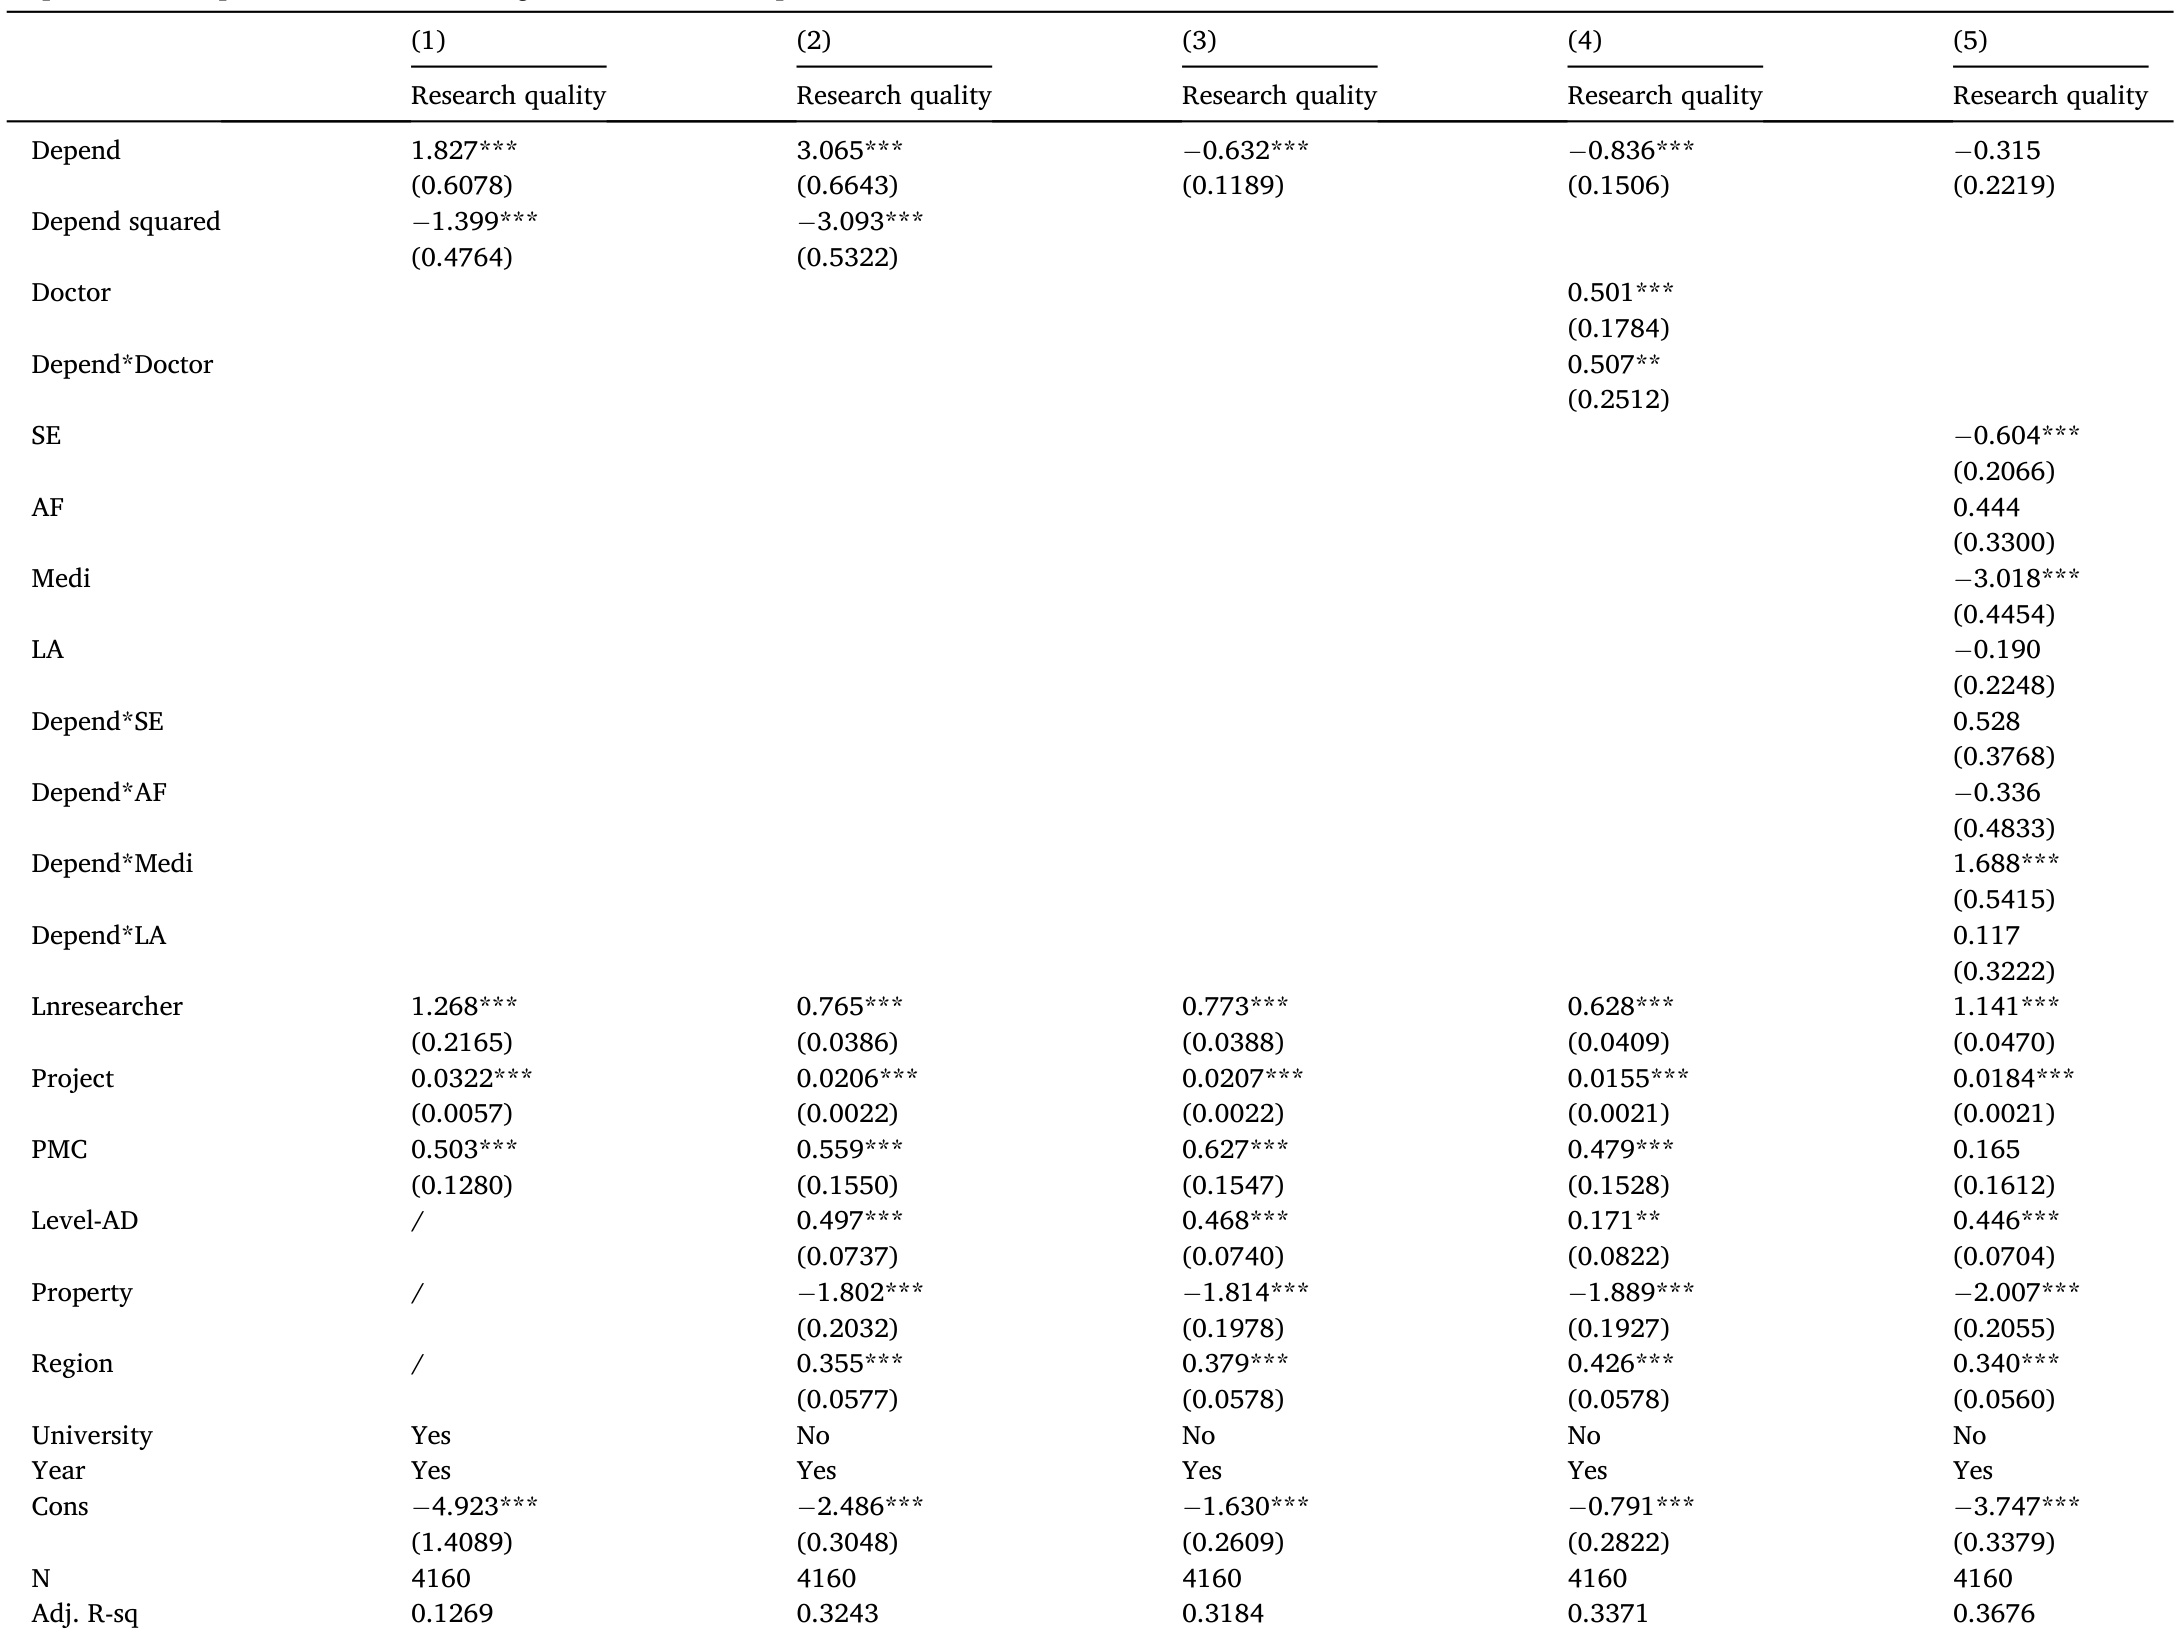 (1) (2) (3) (4) (5)
Research quality Research quality Research quality Research quality Research quality
Depend 1.827*** 3.065*** −0.632*** −0.836*** −0.315
(0.6078) (0.6643) (0.1189) (0.1506) (0.2219)
Depend squared −1.399*** −3.093***
(0.4764) (0.5322)
Doctor 0.501***
(0.1784)
Depend*Doctor 0.507**
(0.2512)
SE −0.604***
(0.2066)
AF 0.444
(0.3300)
Medi −3.018***
(0.4454)
LA −0.190
(0.2248)
Depend*SE 0.528
(0.3768)
Depend*AF −0.336
(0.4833)
Depend*Medi 1.688***
(0.5415)
Depend*LA 0.117
(0.3222)
Lnresearcher 1.268*** 0.765*** 0.773*** 0.628*** 1.141***
(0.2165) (0.0386) (0.0388) (0.0409) (0.0470)
Project 0.0322*** 0.0206*** 0.0207*** 0.0155*** 0.0184***
(0.0057) (0.0022) (0.0022) (0.0021) (0.0021)
PMC 0.503*** 0.559*** 0.627*** 0.479*** 0.165
(0.1280) (0.1550) (0.1547) (0.1528) (0.1612)
Level-AD / 0.497*** 0.468*** 0.171** 0.446***
(0.0737) (0.0740) (0.0822) (0.0704)
Property / −1.802*** −1.814*** −1.889*** −2.007***
(0.2032) (0.1978) (0.1927) (0.2055)
Region / 0.355*** 0.379*** 0.426*** 0.340***
(0.0577) (0.0578) (0.0578) (0.0560)
University Yes No No No No
Year Yes Yes Yes Yes Yes
Cons −4.923*** −2.486*** −1.630*** −0.791*** −3.747***
(1.4089) (0.3048) (0.2609) (0.2822) (0.3379)
N 4160 4160 4160 4160 4160
Adj. R-sq 0.1269 0.3243 0.3184 0.3371 0.3676